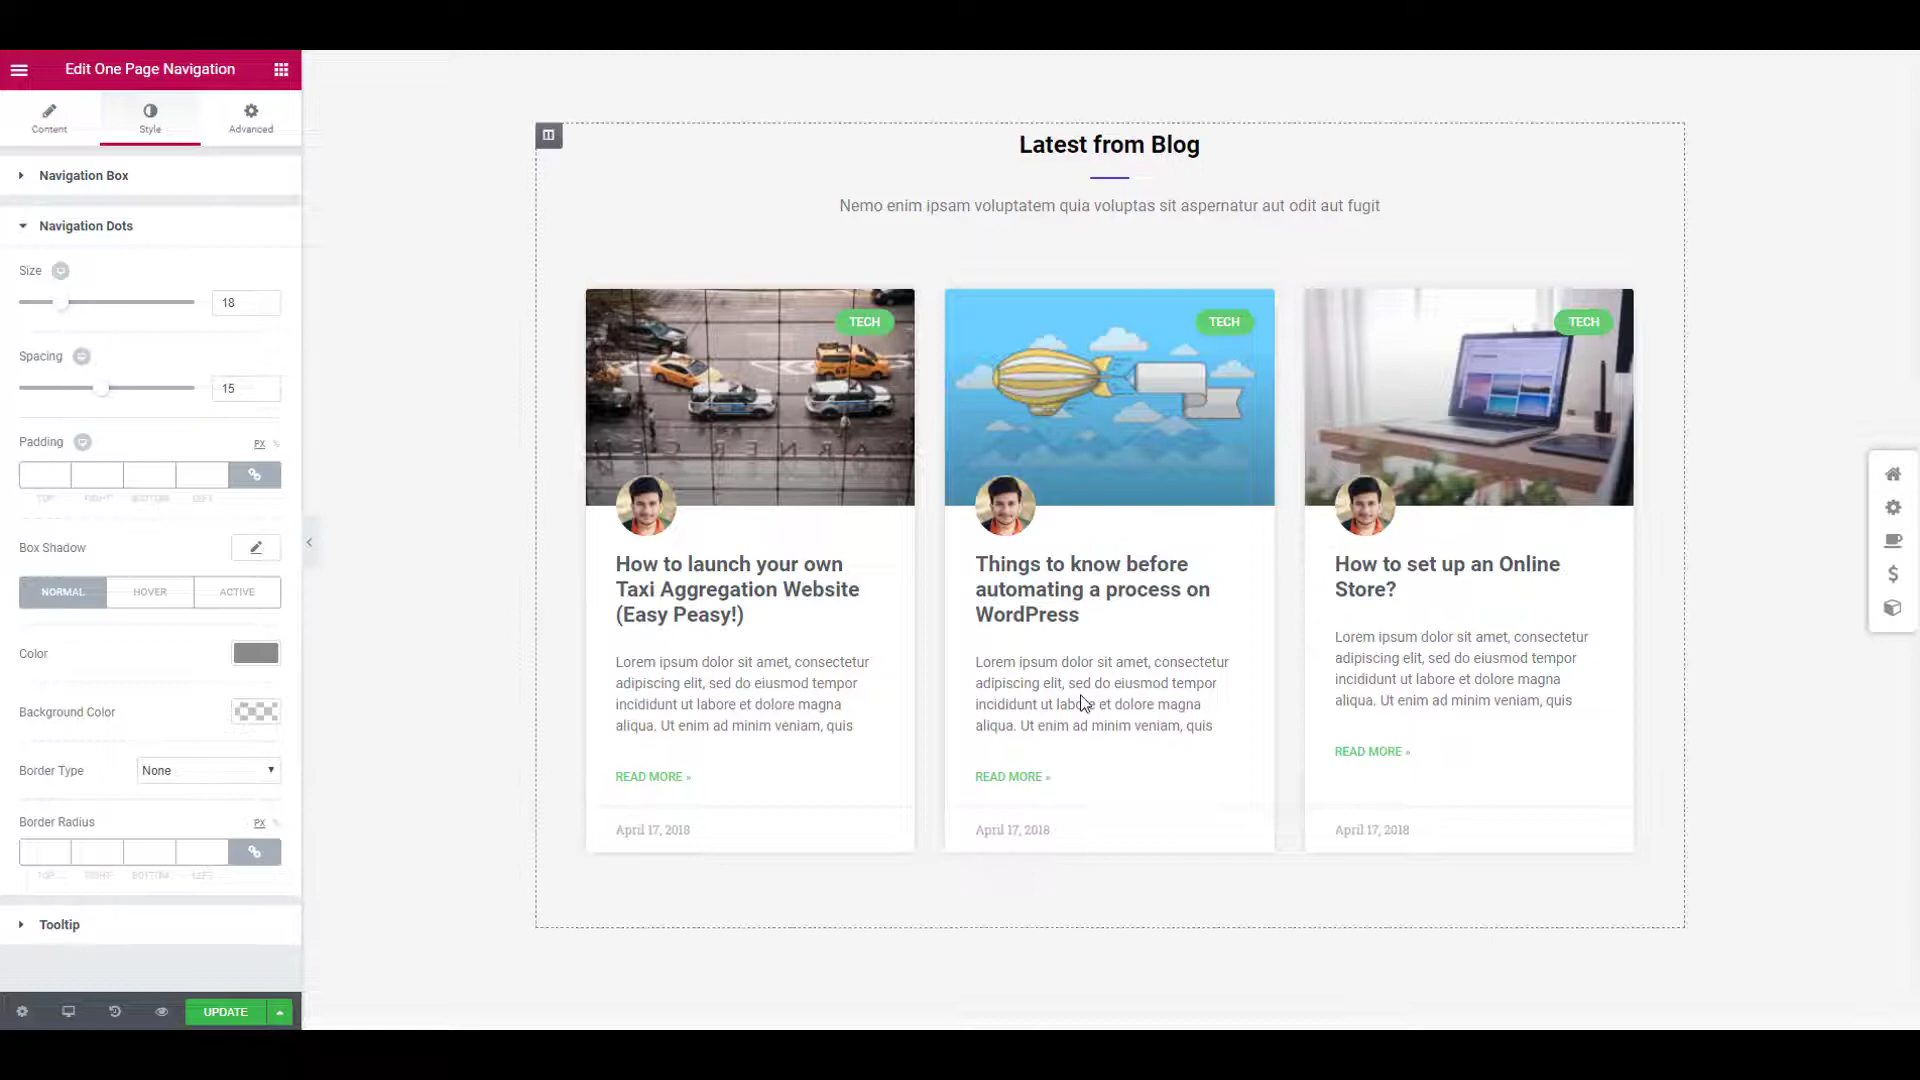 Edit One Page Navigation
Content
Style
Advanced
Navigation Box
Navigation Dots
Size
18
Spacing
15
Padding
PX %
TOP RIGHT BOTTOM LEFT
Box Shadow
NORMAL HOVER ACTIVE
Color
Background Color
Border Type
None
Border Radius
PX %
TOP RIGHT BOTTOM LEFT
Tooltip
UPDATE
Latest from Blog
Nemo enim ipsam voluptatem quia voluptas sit aspernatur aut odit aut fugit
TECH
How to launch your own
Taxi Aggregation Website
(Easy Peasy!)
Lorem ipsum dolor sit amet, consectetur
adipiscing elit, sed do eiusmod tempor
incididunt ut labore et dolore magna
aliqua. Ut enim ad minim veniam, quis
READ MORE »
April 17, 2018
TECH
Things to know before
automating a process on
WordPress
Lorem ipsum dolor sit amet, consectetur
adipiscing elit, sed do eiusmod tempor
incididunt ut labore et dolore magna
aliqua. Ut enim ad minim veniam, quis
READ MORE »
April 17, 2018
TECH
How to set up an Online
Store?
Lorem ipsum dolor sit amet, consectetur
adipiscing elit, sed do eiusmod tempor
incididunt ut labore et dolore magna
aliqua. Ut enim ad minim veniam, quis
READ MORE »
April 17, 2018